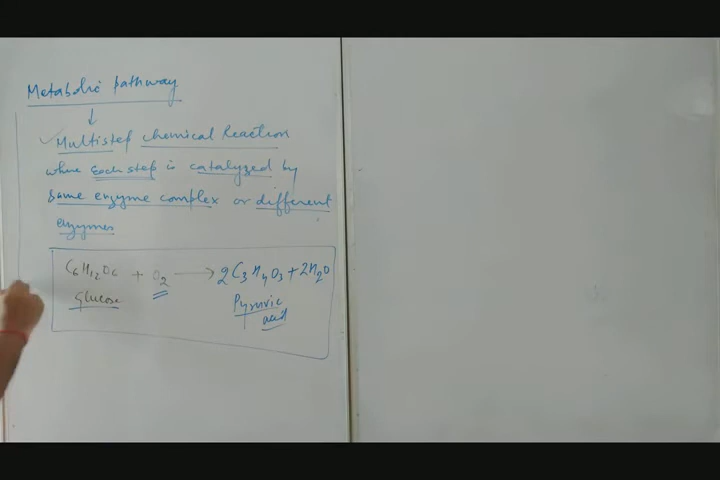 Metabolic pathway
↓
✓ Multistep chemical Reaction
where Each step is catalyzed by
same enzyme complex or different
enzymes
C6H12O6 + O2 → 2C3H4O3 + 2H2O
Glucose Pyruvic
acid